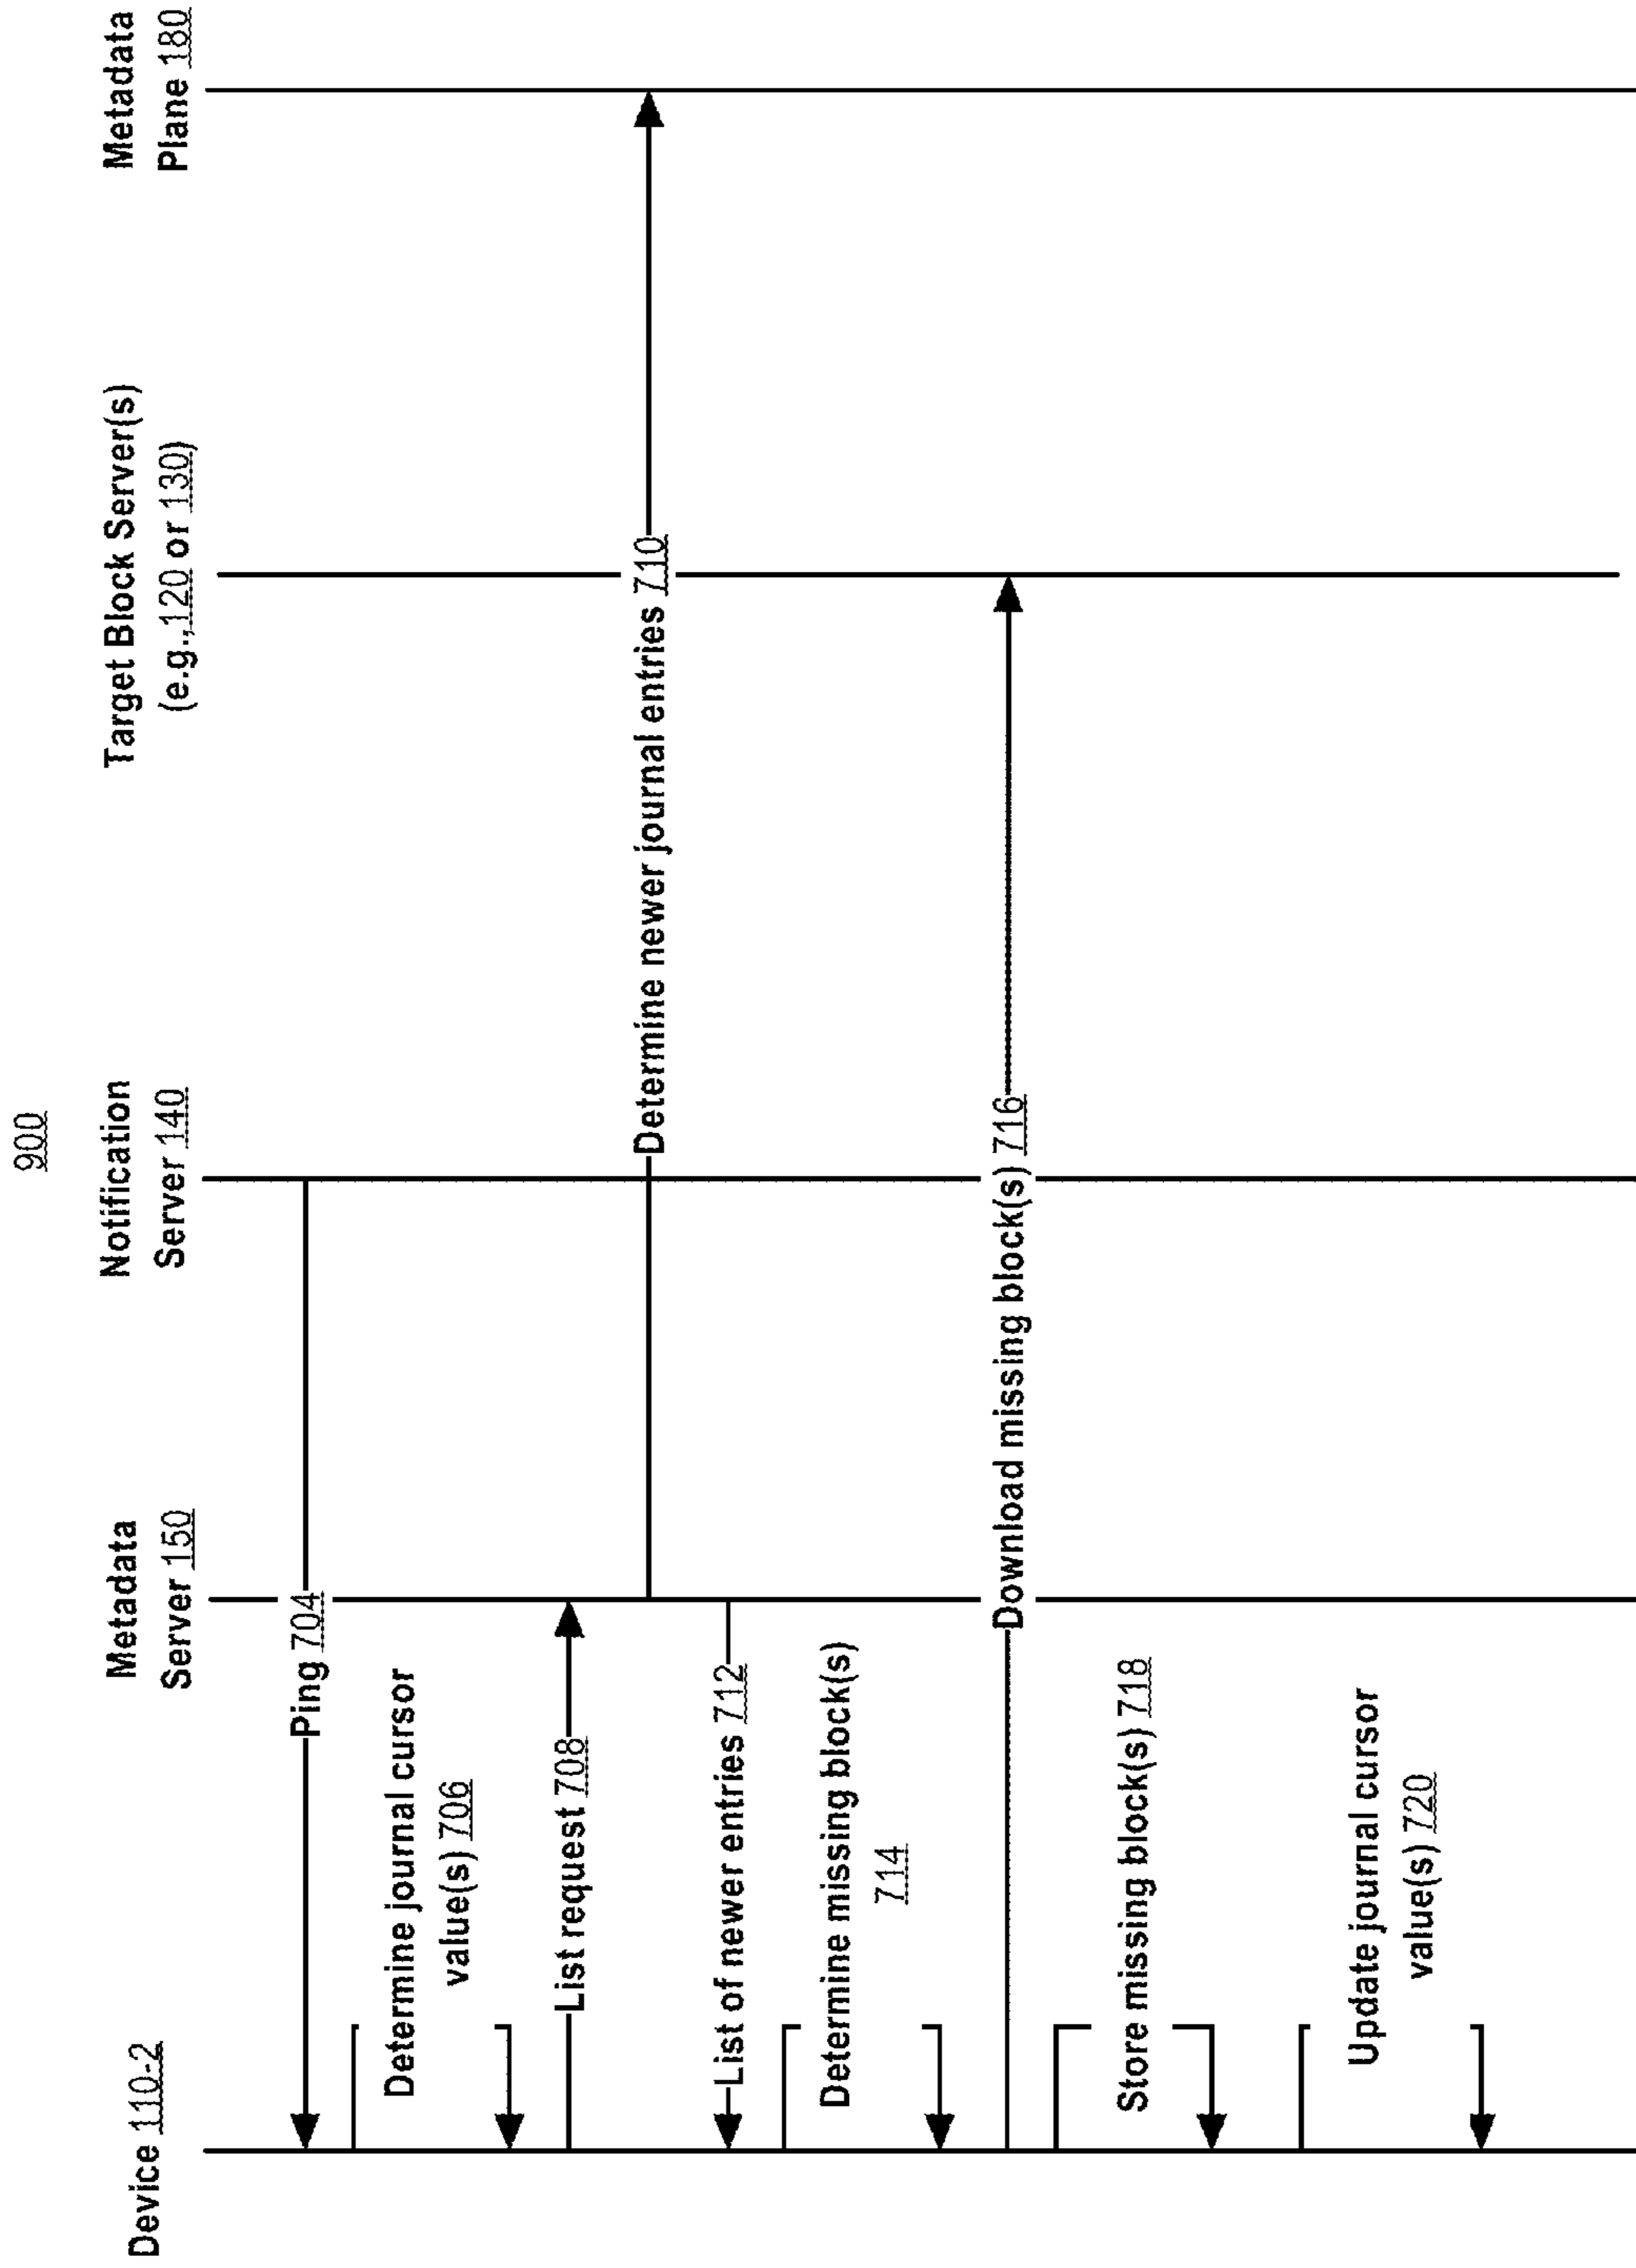 900
Device 110-2
Metadata
Server 150
Notification
Server 140
Target Block Server(s)
(e.g., 120 or 130)
Metadata
Plane 180
Ping 704
Determine journal cursor
value(s) 706
List request 708
Determine newer journal entries 710
List of newer entries 712
Determine missing block(s)
714
Download missing block(s) 716
Store missing block(s) 718
Update journal cursor
value(s) 720